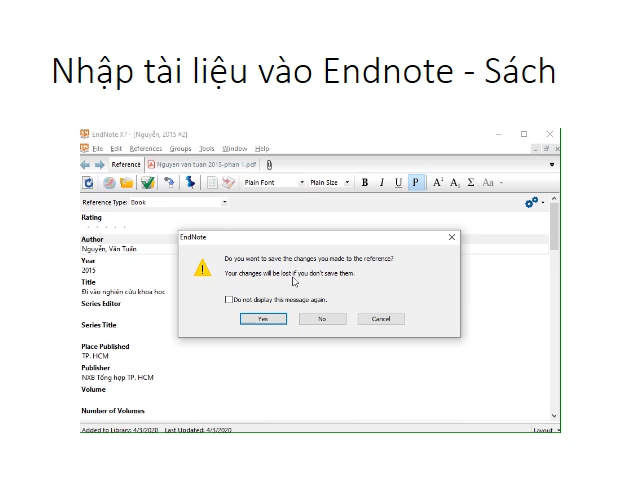 Nhập tài liệu vào Endnote - Sách
EndNote X7 - [Nguyễn, 2015 #2]
File Edit References Groups Tools Window Help
Reference Nguyen van tuan 2015-phan 1.pdf
Plain Font Plain Size B I U P A¹ A₁ Σ Aa
Reference Type: Book
Rating
Author
Nguyễn, Văn Tuấn
Year
2015
Title
Đi vào nghiên cứu khoa học
Series Editor
Series Title
Place Published
TP. HCM
Publisher
NXB Tổng hợp TP. HCM
Volume
Number of Volumes
EndNote
Do you want to save the changes you made to the reference?
Your changes will be lost if you don't save them.
Do not display this message again.
Yes No Cancel
Added to Library: 4/3/2020 Last Updated: 4/3/2020 Layout